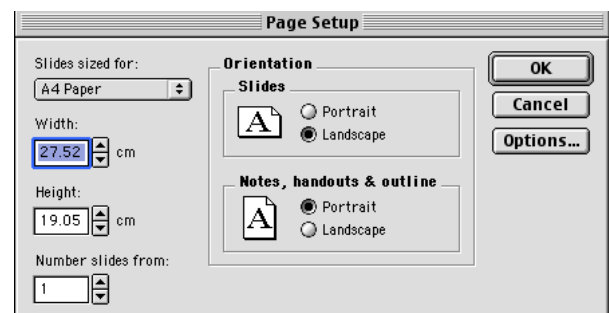 Page Setup
Slides sized for:
A4 Paper
Width:
27.52 cm
Height:
19.05 cm
Number slides from:
1
Orientation
Slides
A
Portrait
Landscape
Notes, handouts & outline
A
Portrait
Landscape
OK
Cancel
Options...